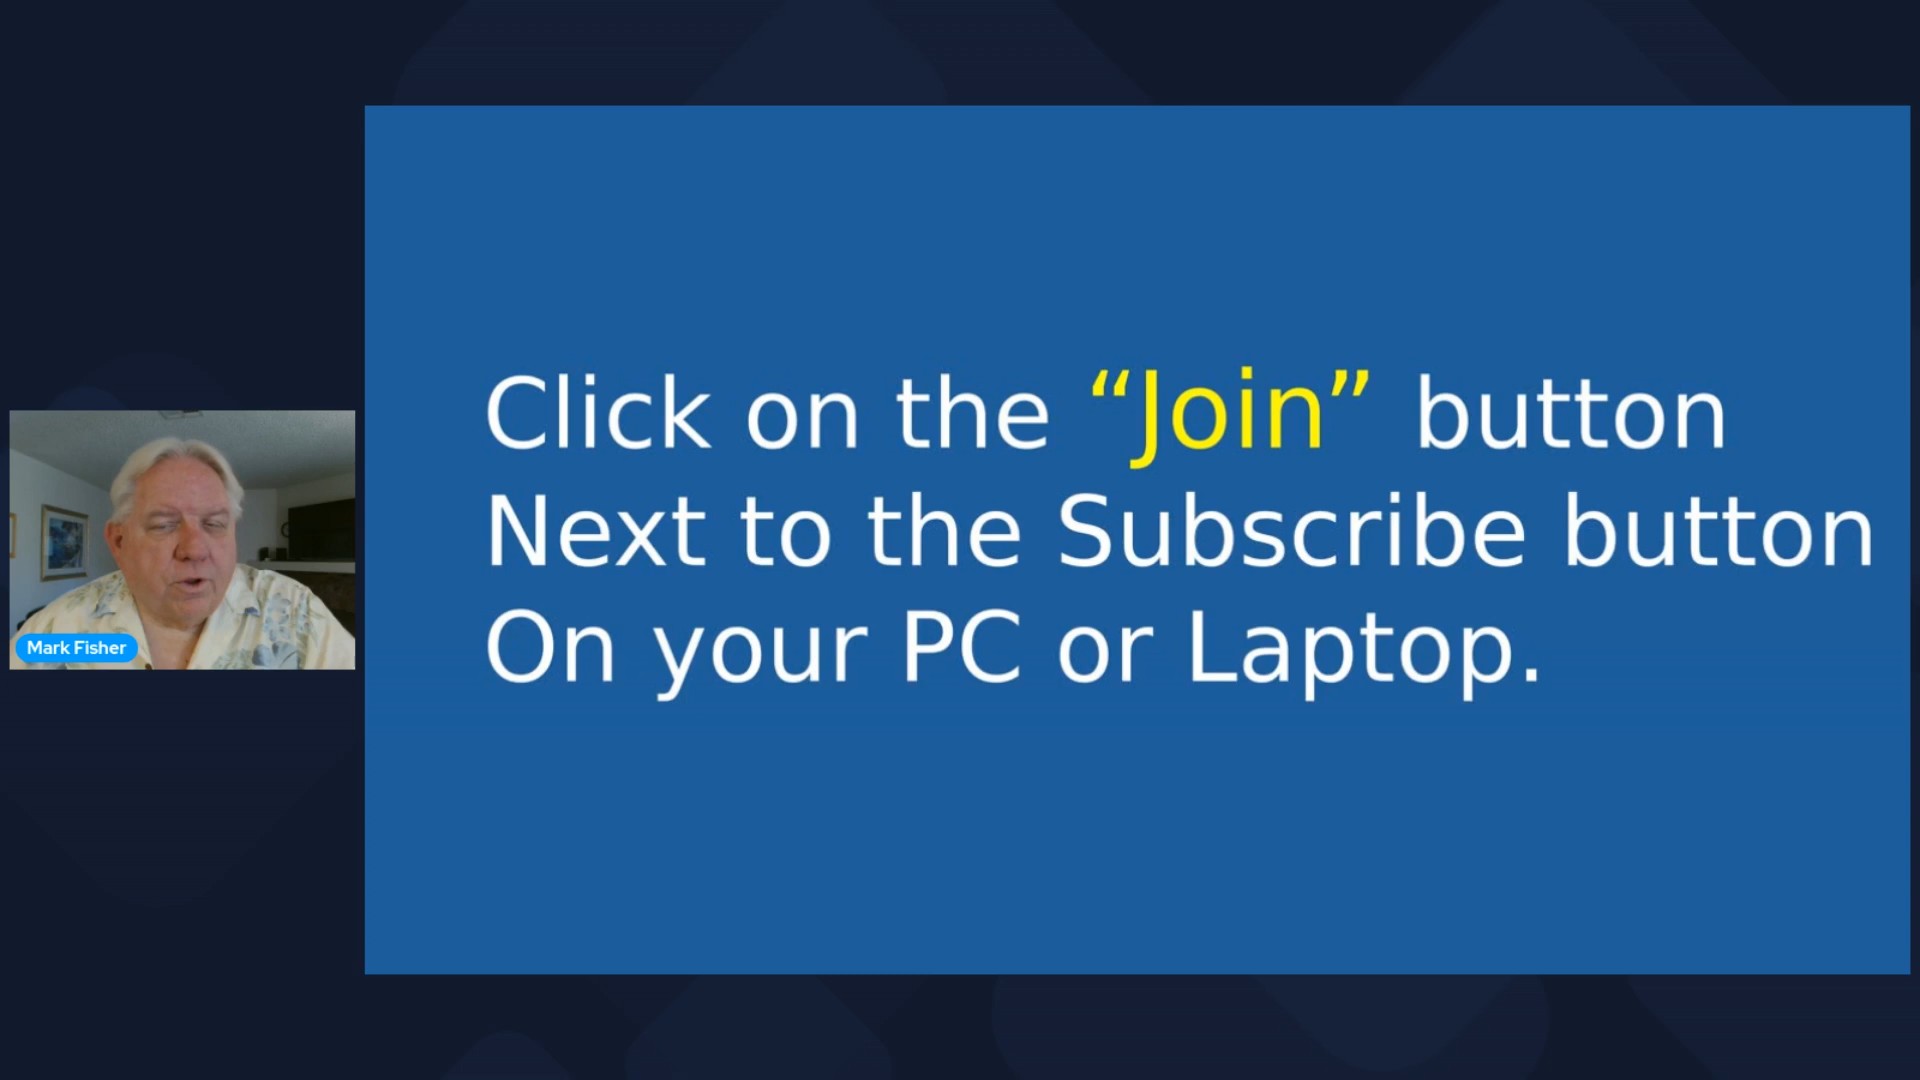 Click on the “Join” button
Next to the Subscribe button
On your PC or Laptop.
Mark Fisher